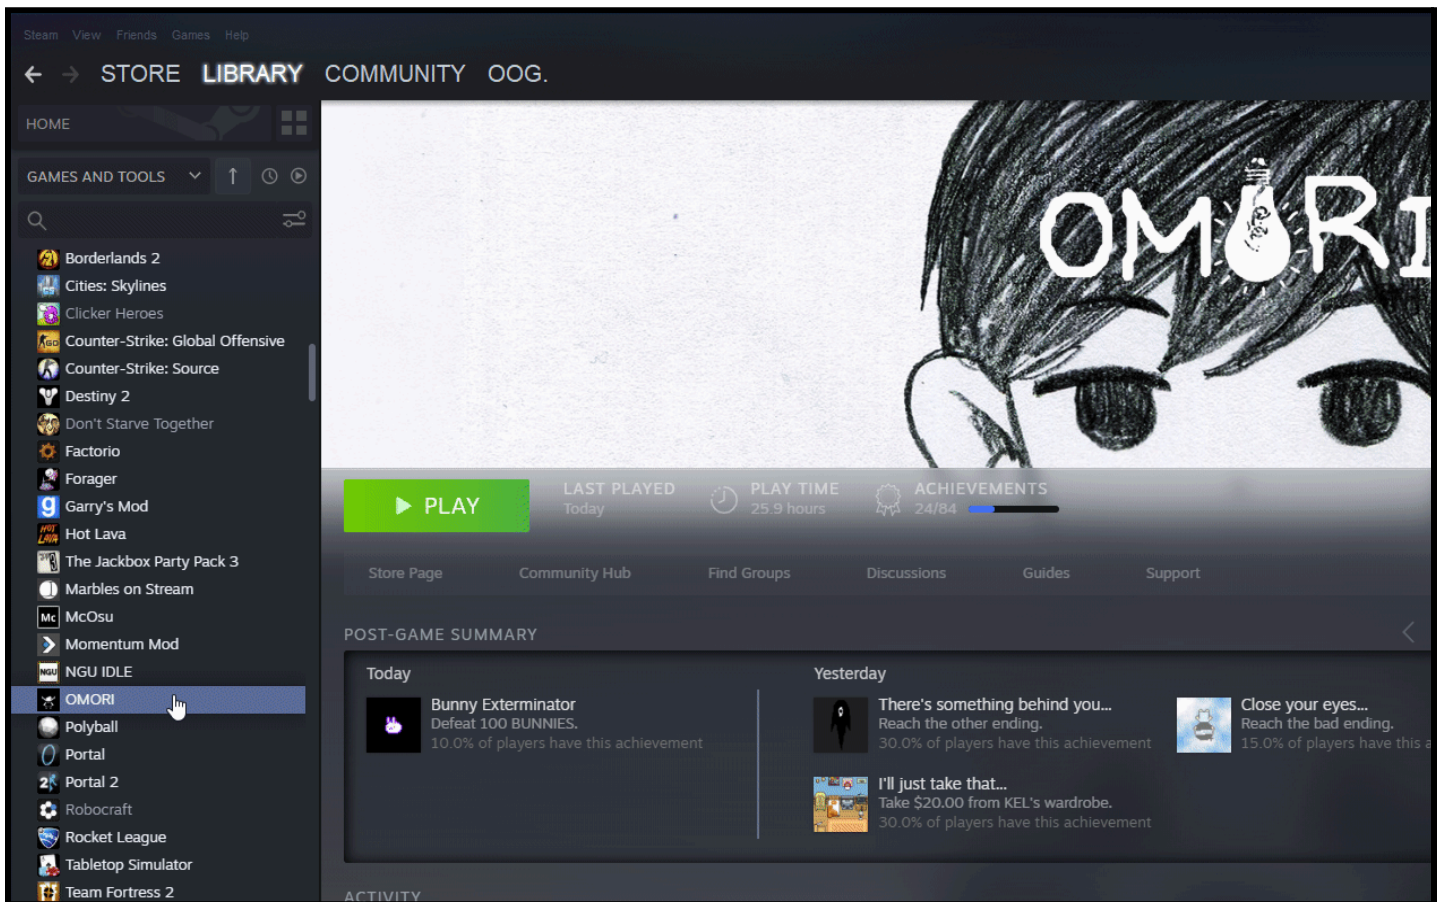 Steam View Friends Games Help
STORE LIBRARY COMMUNITY OOG.
HOME
GAMES AND TOOLS
Borderlands 2
Cities: Skylines
Clicker Heroes
Counter-Strike: Global Offensive
Counter-Strike: Source
Destiny 2
Don't Starve Together
Factorio
Forager
Garry's Mod
Hot Lava
The Jackbox Party Pack 3
Marbles on Stream
McOsu
Momentum Mod
NGU IDLE
OMORI
Polyball
Portal
Portal 2
Robocraft
Rocket League
Tabletop Simulator
Team Fortress 2
OMORI
PLAY
LAST PLAYED
Today
PLAY TIME
25.9 hours
ACHIEVEMENTS
24/84
Store Page Community Hub Find Groups Discussions Guides Support
POST-GAME SUMMARY
Today
Bunny Exterminator
Defeat 100 BUNNIES.
10.0% of players have this achievement
Yesterday
There's something behind you...
Reach the other ending.
30.0% of players have this achievement
Close your eyes...
Reach the bad ending.
15.0% of players have this a
I'll just take that...
Take $20.00 from KEL's wardrobe.
30.0% of players have this achievement
ACTIVITY